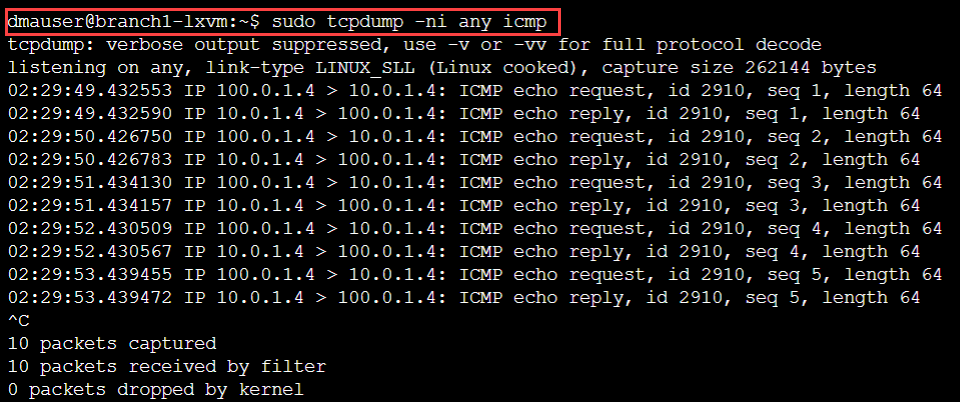 dmauser@branch1-lxvm:~$ sudo tcpdump -ni any icmp
tcpdump: verbose output suppressed, use -v or -vv for full protocol decode
listening on any, link-type LINUX_SLL (Linux cooked), capture size 262144 bytes
02:29:49.432553 IP 100.0.1.4 > 10.0.1.4: ICMP echo request, id 2910, seq 1, length 64
02:29:49.432590 IP 10.0.1.4 > 100.0.1.4: ICMP echo reply, id 2910, seq 1, length 64
02:29:50.426750 IP 100.0.1.4 > 10.0.1.4: ICMP echo request, id 2910, seq 2, length 64
02:29:50.426783 IP 10.0.1.4 > 100.0.1.4: ICMP echo reply, id 2910, seq 2, length 64
02:29:51.434130 IP 100.0.1.4 > 10.0.1.4: ICMP echo request, id 2910, seq 3, length 64
02:29:51.434157 IP 10.0.1.4 > 100.0.1.4: ICMP echo reply, id 2910, seq 3, length 64
02:29:52.430509 IP 100.0.1.4 > 10.0.1.4: ICMP echo request, id 2910, seq 4, length 64
02:29:52.430567 IP 10.0.1.4 > 100.0.1.4: ICMP echo reply, id 2910, seq 4, length 64
02:29:53.439455 IP 100.0.1.4 > 10.0.1.4: ICMP echo request, id 2910, seq 5, length 64
02:29:53.439472 IP 10.0.1.4 > 100.0.1.4: ICMP echo reply, id 2910, seq 5, length 64
^C
10 packets captured
10 packets received by filter
0 packets dropped by kernel